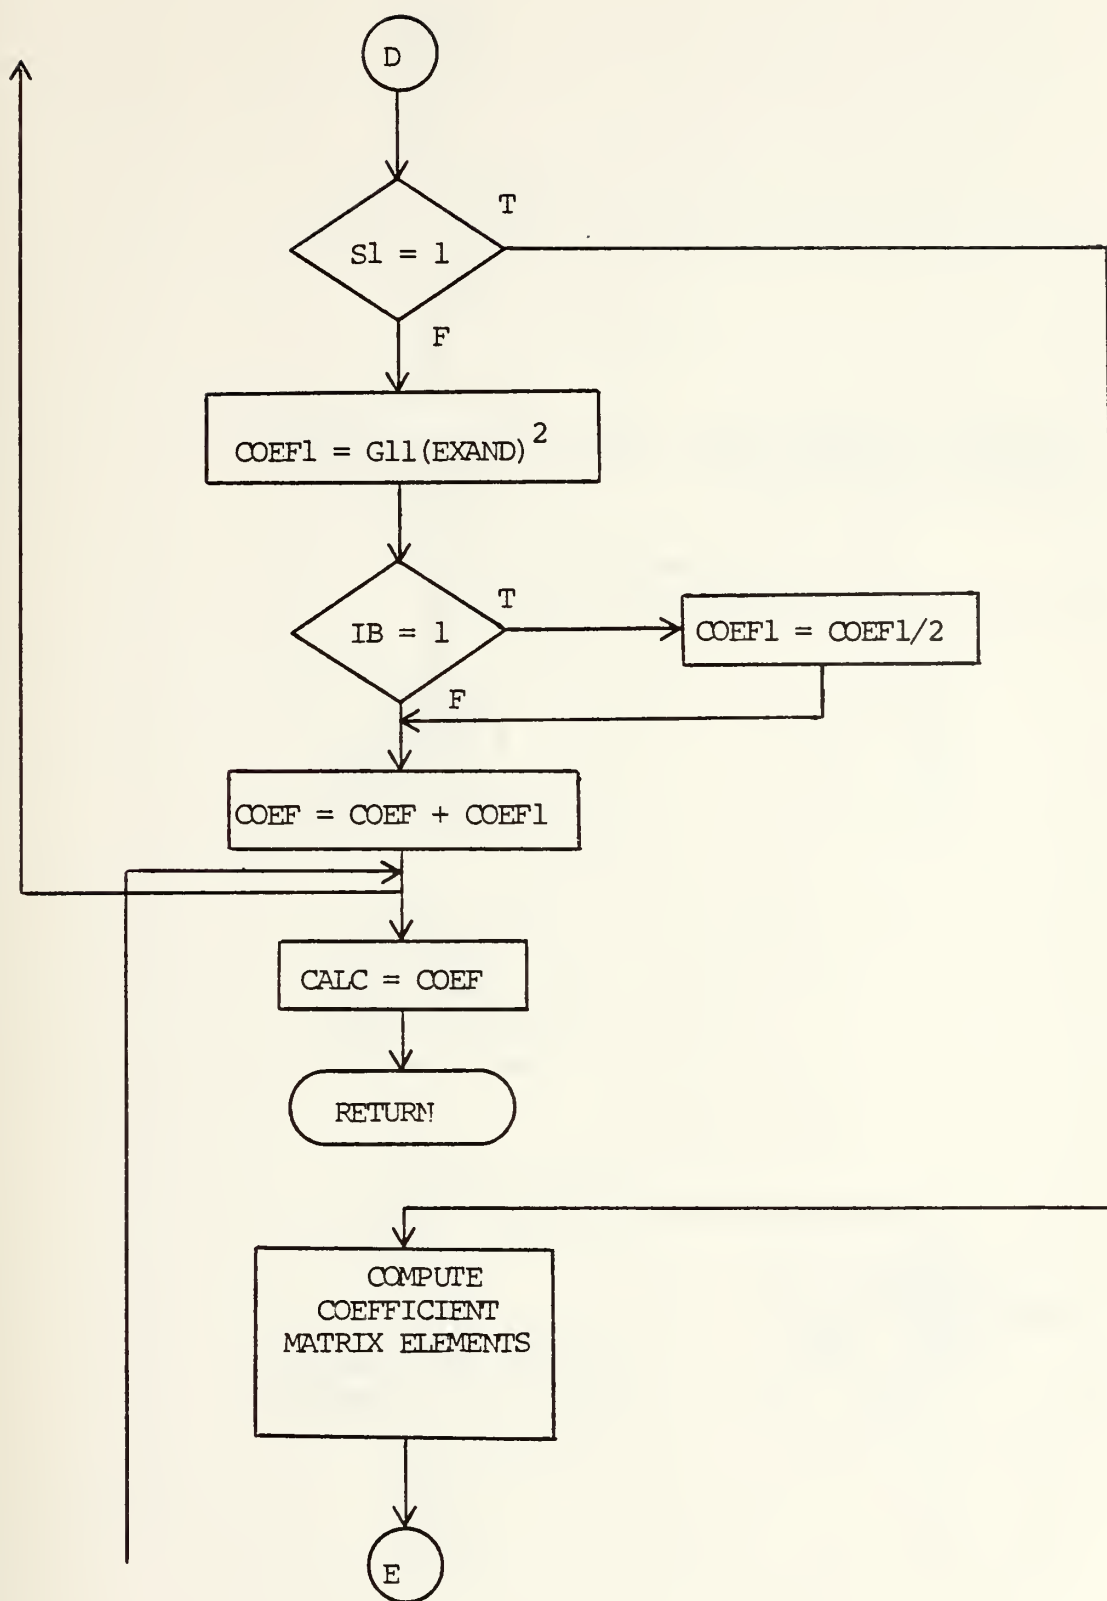 D
T
S1 = 1
F
COEF1 = G11(EXAND)²
T
IB = 1
COEF1 = COEF1/2
F
COEF = COEF + COEF1
CALC = COEF
RETURN
COMPUTE
COEFFICIENT
MATRIX ELEMENTS
E